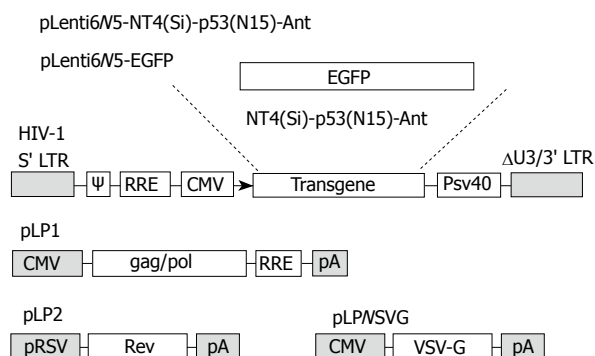 pLenti6/V5-NT4(Si)-p53(N15)-Ant
pLenti6/V5-EGFP
EGFP
NT4(Si)-p53(N15)-Ant
HIV-1
S' LTR
ΔU3/3' LTR
Ψ RRE CMV Transgene Psv40
pLP1
CMV gag/pol RRE pA
pLP2 pLP/VSVG
pRSV Rev pA CMV VSV-G pA